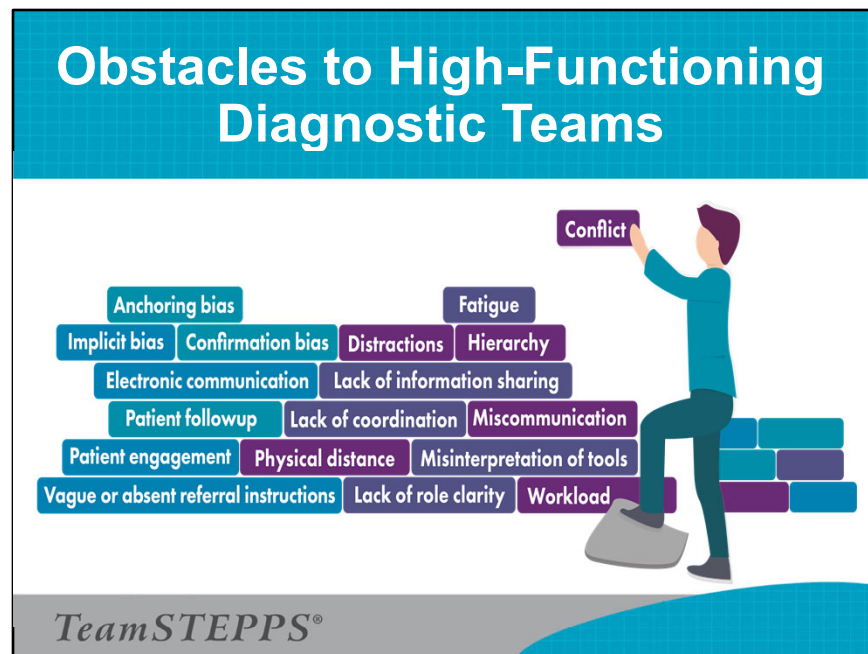 Obstacles to High-Functioning
Diagnostic Teams
Conflict
Anchoring bias Fatigue
Implicit bias Confirmation bias Distractions Hierarchy
Electronic communication Lack of information sharing
Patient followup Lack of coordination Miscommunication
Patient engagement Physical distance Misinterpretation of tools
Vague or absent referral instructions Lack of role clarity Workload
TeamSTEPPS®